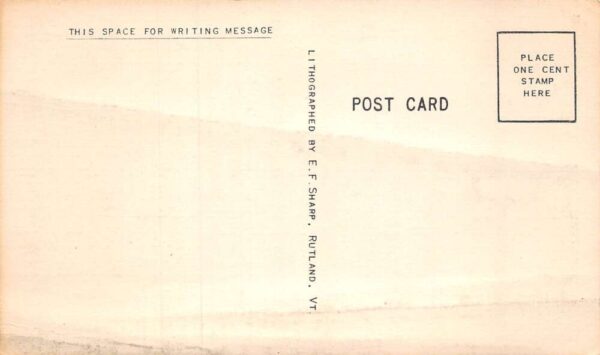 THIS SPACE FOR WRITING MESSAGE
LITHOGRAPHED BY E. F. SHARP, RUTLAND, VT.
POST CARD
PLACE
ONE CENT
STAMP
HERE